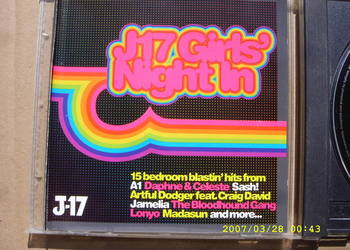 J17 Girls'
Night In
15 bedroom blastin' hits from
A1 Daphne & Celeste Sash!
Artful Dodger feat. Craig David
Jamelia The Bloodhound Gang
Lonyo Madasun and more...
J-17
2007/03/28 00:43